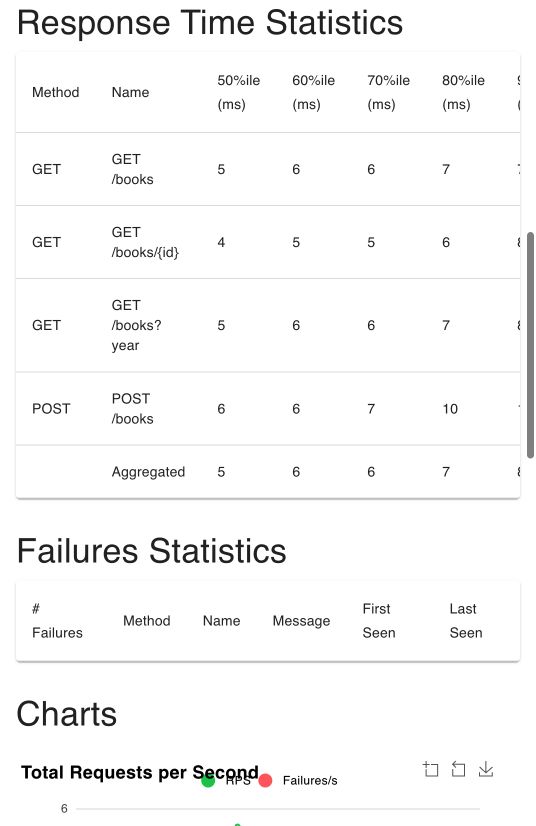 Response Time Statistics
Method Name 50%ile (ms) 60%ile (ms) 70%ile (ms) 80%ile (ms)
GET GET /books 5 6 6 7
GET GET /books/{id} 4 5 5 6
GET GET /books?year 5 6 6 7
POST POST /books 6 6 7 10
Aggregated 5 6 6 7
Failures Statistics
# Failures Method Name Message First Seen Last Seen
Charts
Total Requests per Second
RPS Failures/s
6